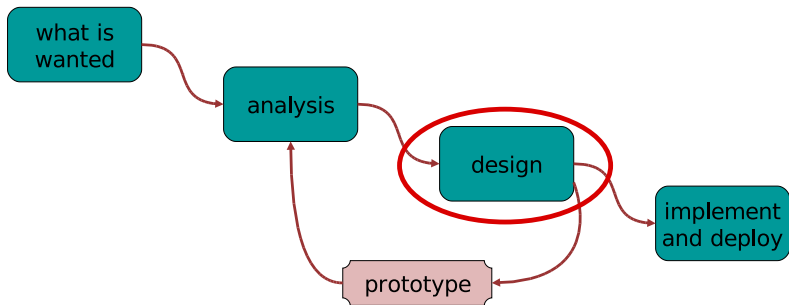 what is
wanted
analysis
design
implement
and deploy
prototype